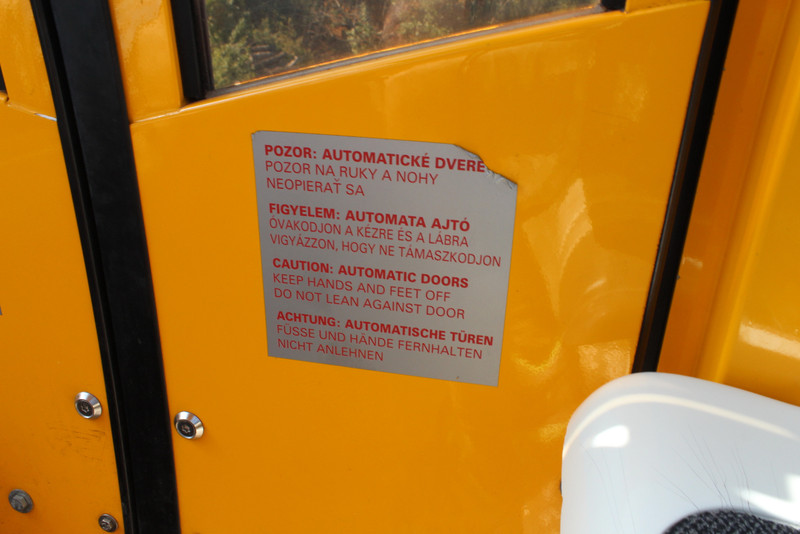 POZOR: AUTOMATICKÉ DVERE
POZOR NA RUKY A NOHY
NEOPIERAŤ SA
FIGYELEM: AUTOMATA AJTÓ
ÓVAKODJON A KÉZRE ÉS A LÁBRA
VIGYÁZZON, HOGY NE TÁMASZKODJON
CAUTION: AUTOMATIC DOORS
KEEP HANDS AND FEET OFF
DO NOT LEAN AGAINST DOOR
ACHTUNG: AUTOMATISCHE TÜREN
FÜSSE UND HÄNDE FERNHALTEN
NICHT ANLEHNEN